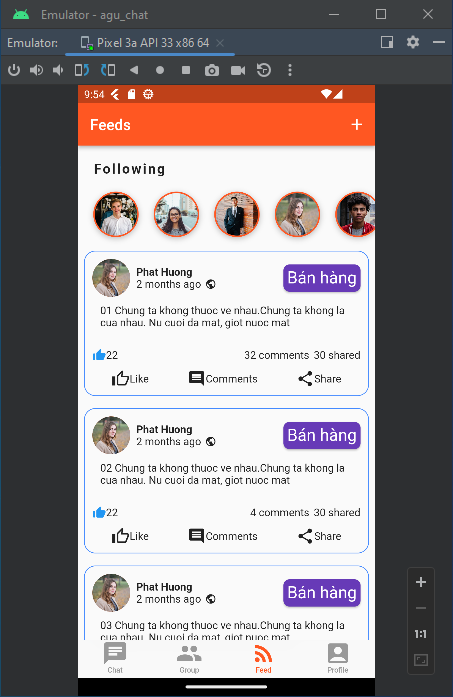 Emulator - agu_chat
Emulator: Pixel 3a API 33 x86 64
9:54
Feeds
Following
Phat Huong
2 months ago
Bán hàng
01 Chung ta khong thuoc ve nhau.Chung ta khong la
cua nhau. Nu cuoi da mat, giot nuoc mat
22
32 comments 30 shared
Like Comments Share
Phat Huong
2 months ago
Bán hàng
02 Chung ta khong thuoc ve nhau.Chung ta khong la
cua nhau. Nu cuoi da mat, giot nuoc mat
22
4 comments 30 shared
Like Comments Share
Phat Huong
2 months ago
Bán hàng
03 Chung ta khong thuoc ve nhau.Chung ta khong la
cua nhau. Nu cuoi da mat, giot nuoc mat
1:1
Chat Group Feed Profile